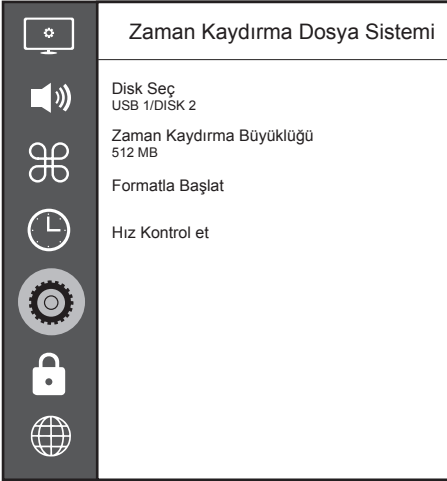 Zaman Kaydırma Dosya Sistemi
Disk Seç
USB 1/DISK 2
Zaman Kaydırma Büyüklüğü
512 MB
Formatla Başlat
Hız Kontrol et